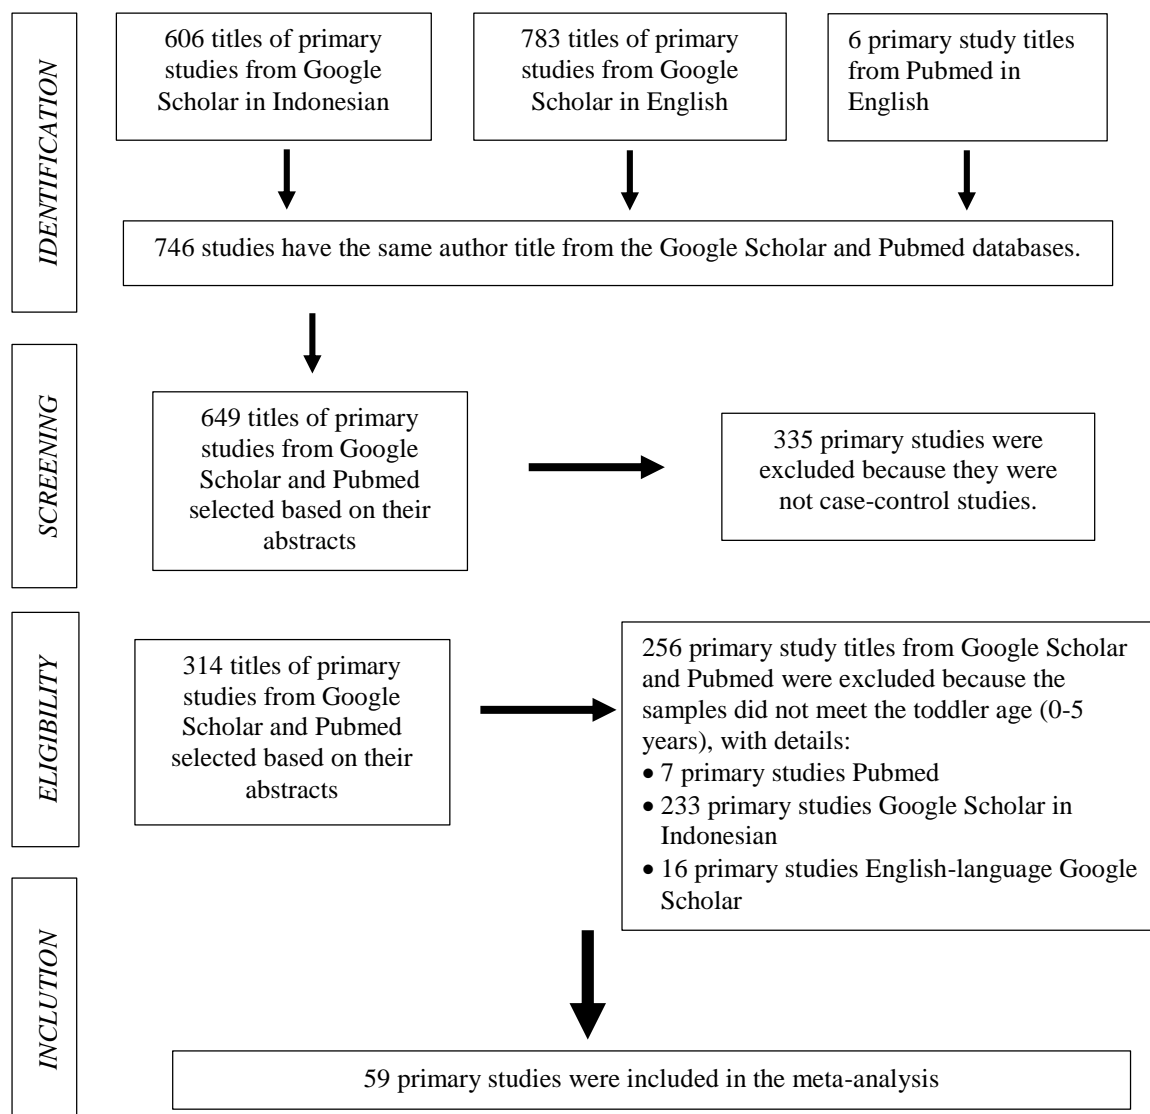 IDENTIFICATION
606 titles of primary
studies from Google
Scholar in Indonesian
783 titles of primary
studies from Google
Scholar in English
6 primary study titles
from Pubmed in
English
746 studies have the same author title from the Google Scholar and Pubmed databases.
SCREENING
649 titles of primary
studies from Google
Scholar and Pubmed
selected based on their
abstracts
335 primary studies were
excluded because they were
not case-control studies.
ELIGIBILITY
314 titles of primary
studies from Google
Scholar and Pubmed
selected based on their
abstracts
256 primary study titles from Google Scholar
and Pubmed were excluded because the
samples did not meet the toddler age (0-5
years), with details:
• 7 primary studies Pubmed
• 233 primary studies Google Scholar in
Indonesian
• 16 primary studies English-language Google
Scholar
INCLUTION
59 primary studies were included in the meta-analysis